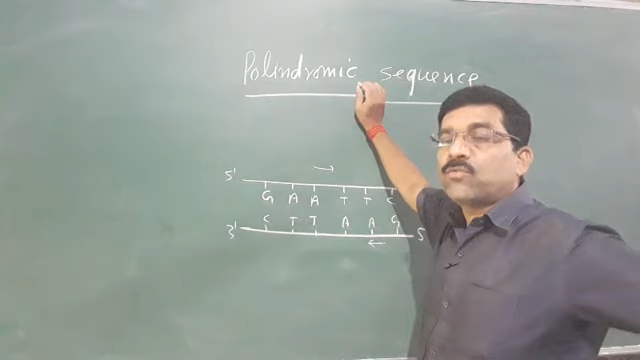 Polindromic sequence
5' →
G A A T T C
C T T A A G
3' 5
←